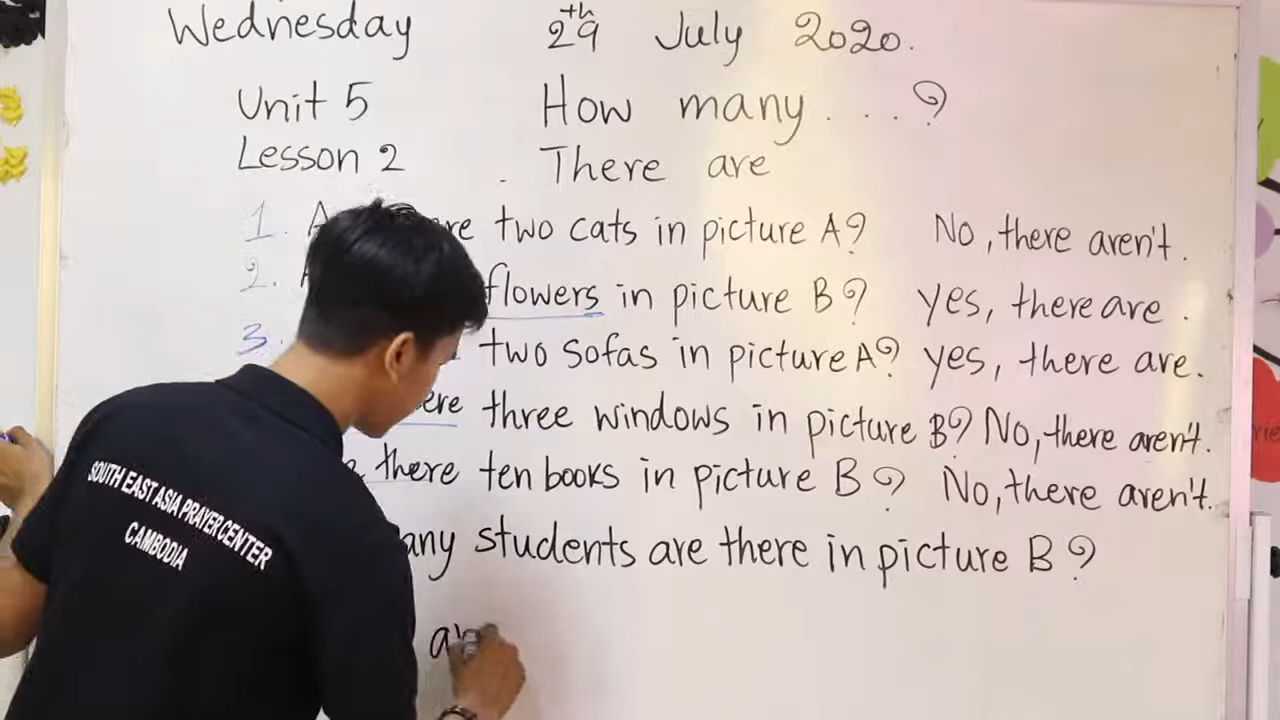 Wednesday 29th July 2020.
Unit 5 How many . . . ?
Lesson 2 There are
1. two cats in picture A? No, there aren't.
2. flowers in picture B? yes, there are.
3. two sofas in picture A? yes, there are.
three windows in picture B? No, there aren't.
there ten books in picture B? No, there aren't.
students are there in picture B?
SOUTH EAST ASIA PRAYER CENTER
CAMBODIA